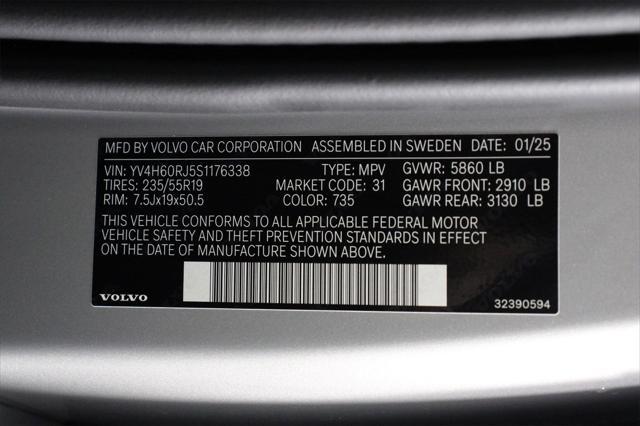 MFD BY VOLVO CAR CORPORATION ASSEMBLED IN SWEDEN DATE: 01/25
VIN: YV4H60RJ5S1176338 TYPE: MPV GVWR: 5860 LB
TIRES: 235/55R19 MARKET CODE: 31 GAWR FRONT: 2910 LB
RIM: 7.5Jx19x50.5 COLOR: 735 GAWR REAR: 3130 LB
THIS VEHICLE CONFORMS TO ALL APPLICABLE FEDERAL MOTOR
VEHICLE SAFETY AND THEFT PREVENTION STANDARDS IN EFFECT
ON DATE OF MANUFACTURE SHOWN ABOVE.
VOLVO 32390594